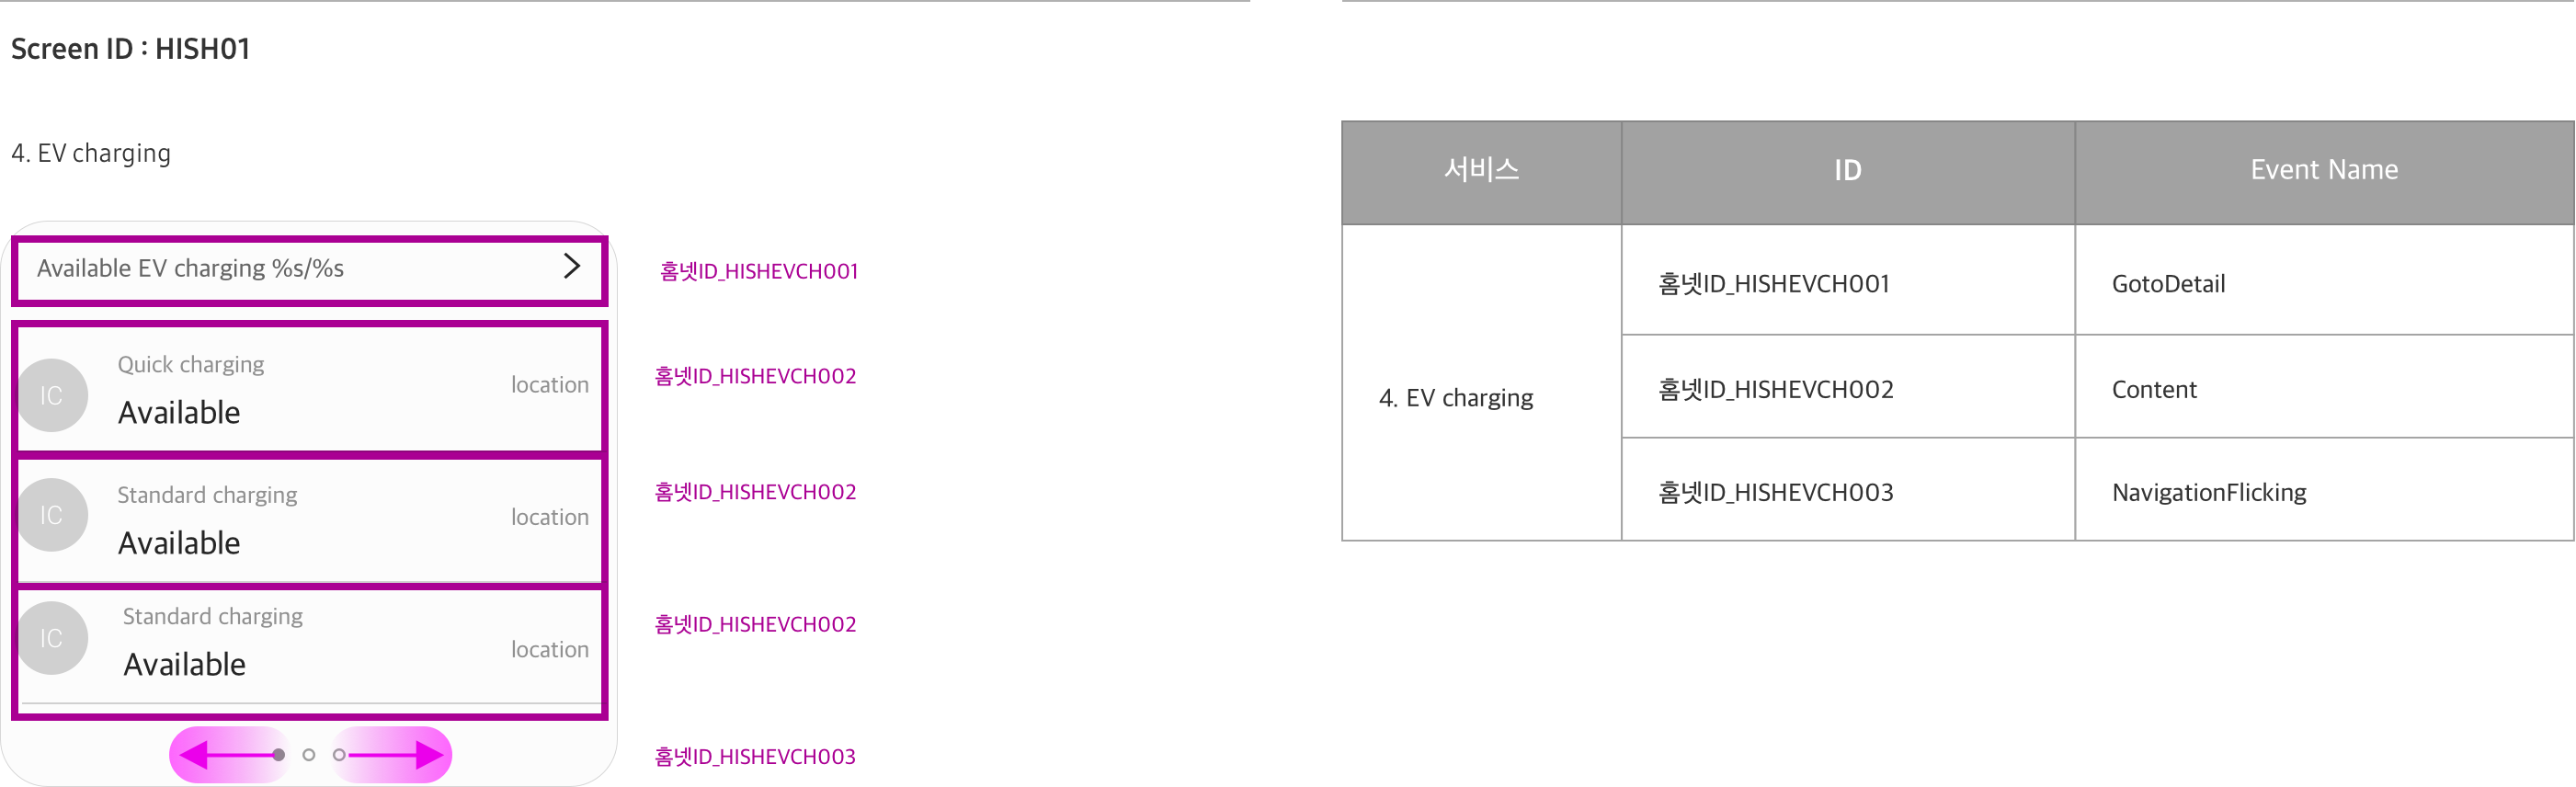 Screen ID : HISH01
4. EV charging
Available EV charging %s/%s
홈넷ID_HISHEVCH001
IC
Quick charging
Available
location
홈넷ID_HISHEVCH002
IC
Standard charging
Available
location
홈넷ID_HISHEVCH002
IC
Standard charging
Available
location
홈넷ID_HISHEVCH002
홈넷ID_HISHEVCH003
서비스 ID Event Name
4. EV charging
홈넷ID_HISHEVCH001 GotoDetail
홈넷ID_HISHEVCH002 Content
홈넷ID_HISHEVCH003 NavigationFlicking